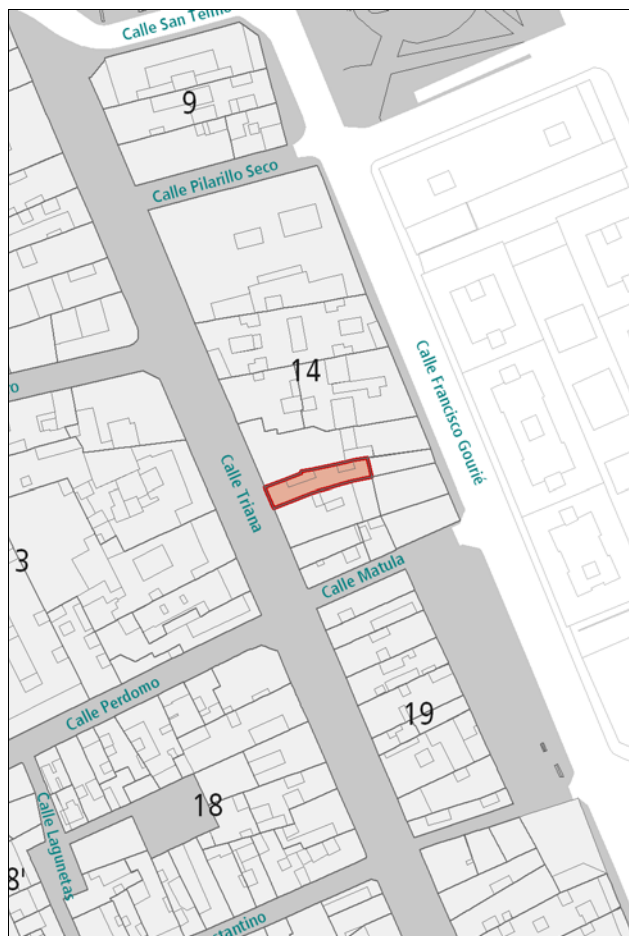 Calle San Telmo
9
Calle Pilarillo Seco
14
Calle Francisco Gourié
Calle Triana
3
Calle Matula
Calle Perdomo
19
18
Calle Lagunetas
8'